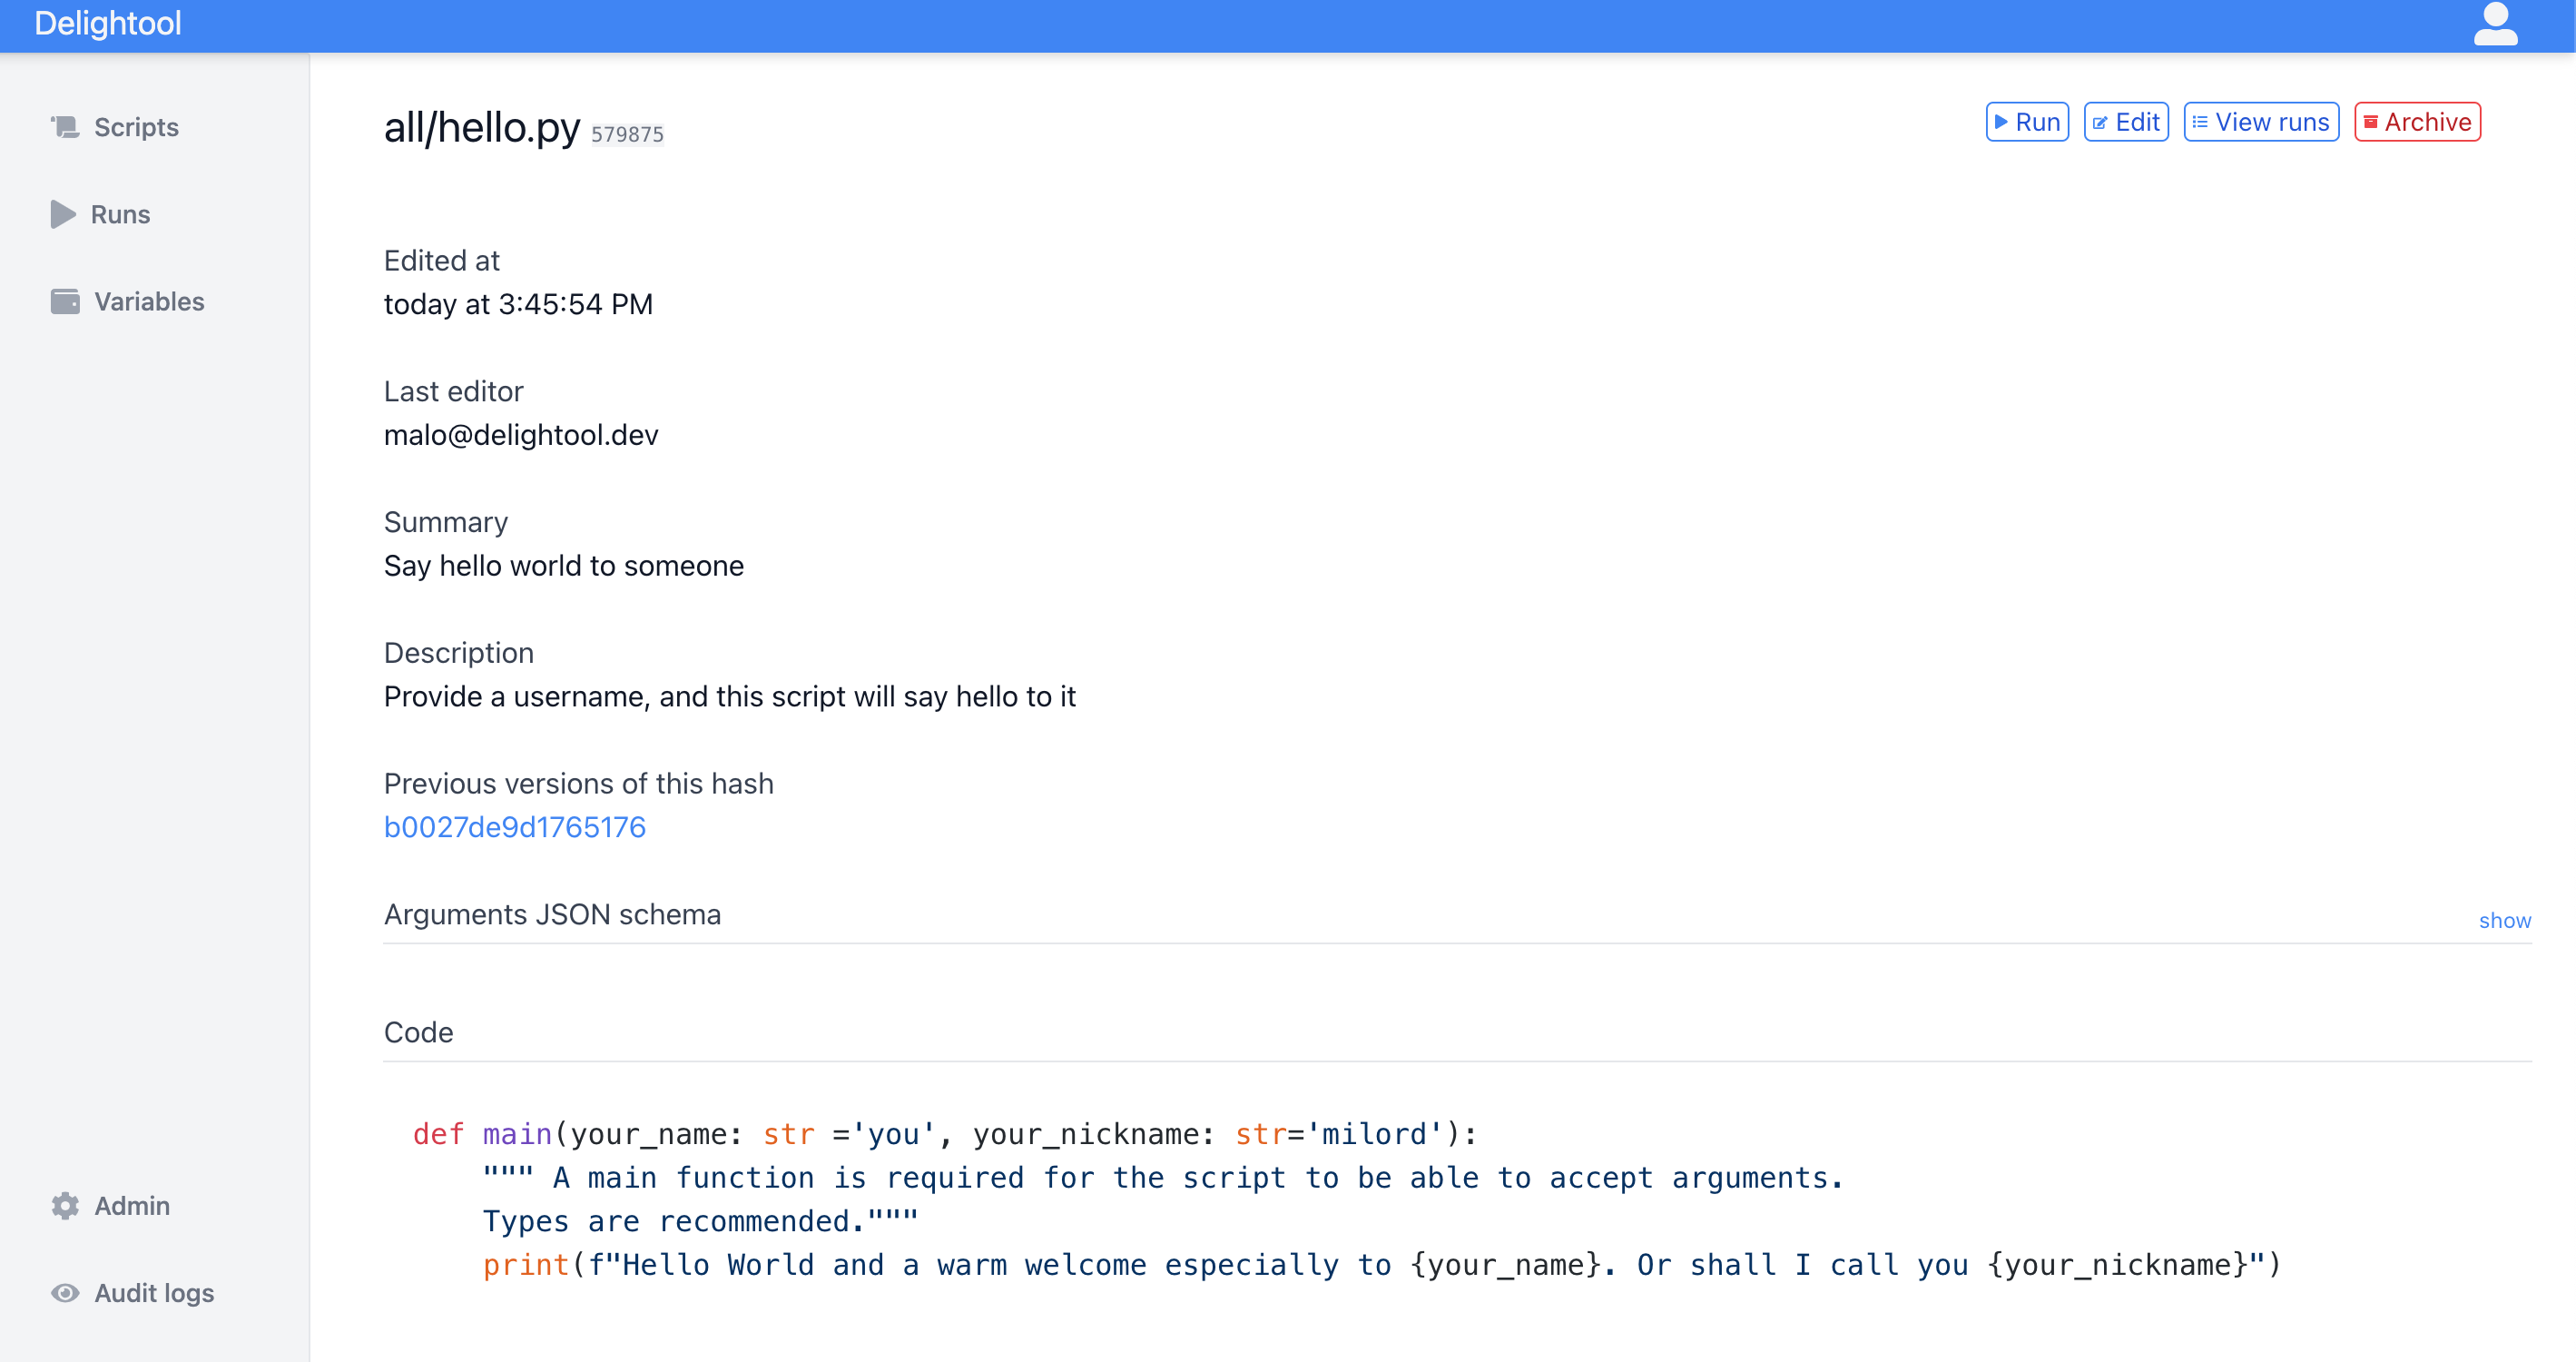 Delightool
Scripts
Runs
Variables
Admin
Audit logs
all/hello.py 579875
Run Edit View runs Archive
Edited at
today at 3:45:54 PM
Last editor
malo@delightool.dev
Summary
Say hello world to someone
Description
Provide a username, and this script will say hello to it
Previous versions of this hash
b0027de9d1765176
Arguments JSON schema show
Code
def main(your_name: str ='you', your_nickname: str='milord'):
    """ A main function is required for the script to be able to accept arguments.
    Types are recommended."""
    print(f"Hello World and a warm welcome especially to {your_name}. Or shall I call you {your_nickname}")